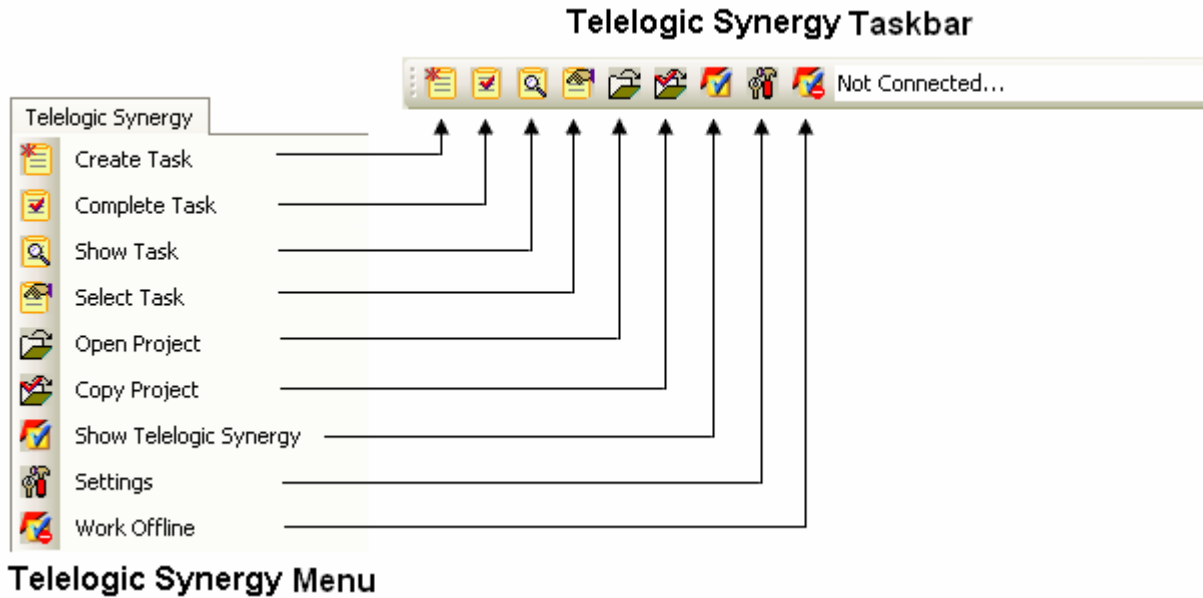 Telelogic Synergy Taskbar
Not Connected...
Telelogic Synergy
Create Task
Complete Task
Show Task
Select Task
Open Project
Copy Project
Show Telelogic Synergy
Settings
Work Offline
Telelogic Synergy Menu